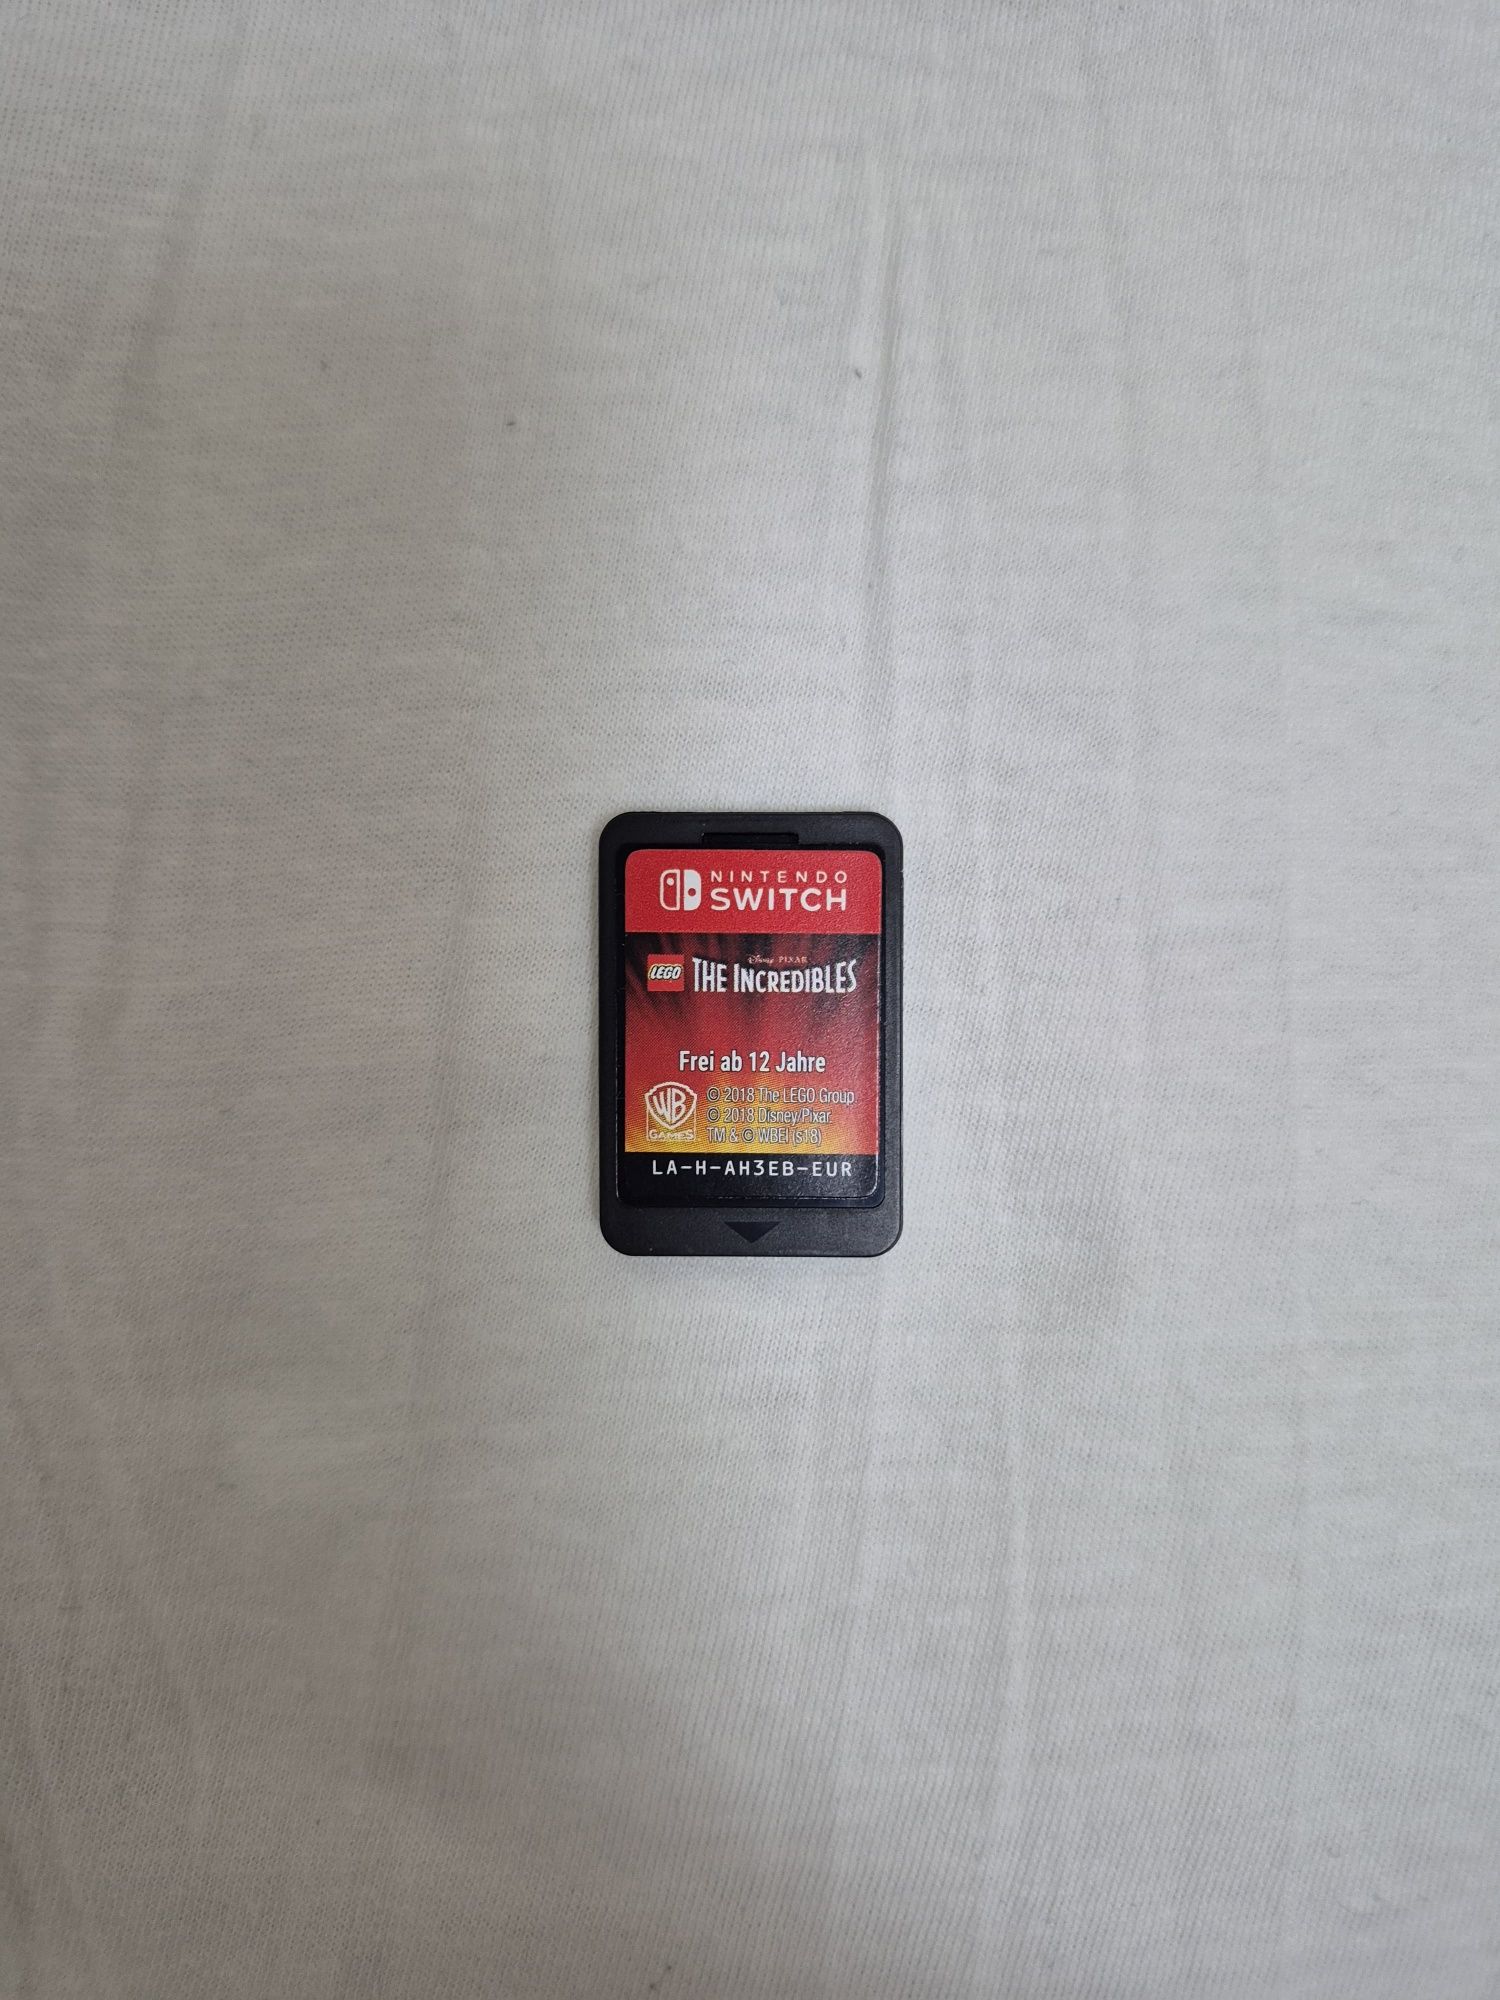 NINTENDO
SWITCH
Disney PIXAR
LEGO THE INCREDIBLES
Frei ab 12 Jahre
WB
GAMES
© 2018 The LEGO Group.
© 2018 Disney/Pixar.
TM & © WBEI (s18)
LA-H-AH3EB-EUR